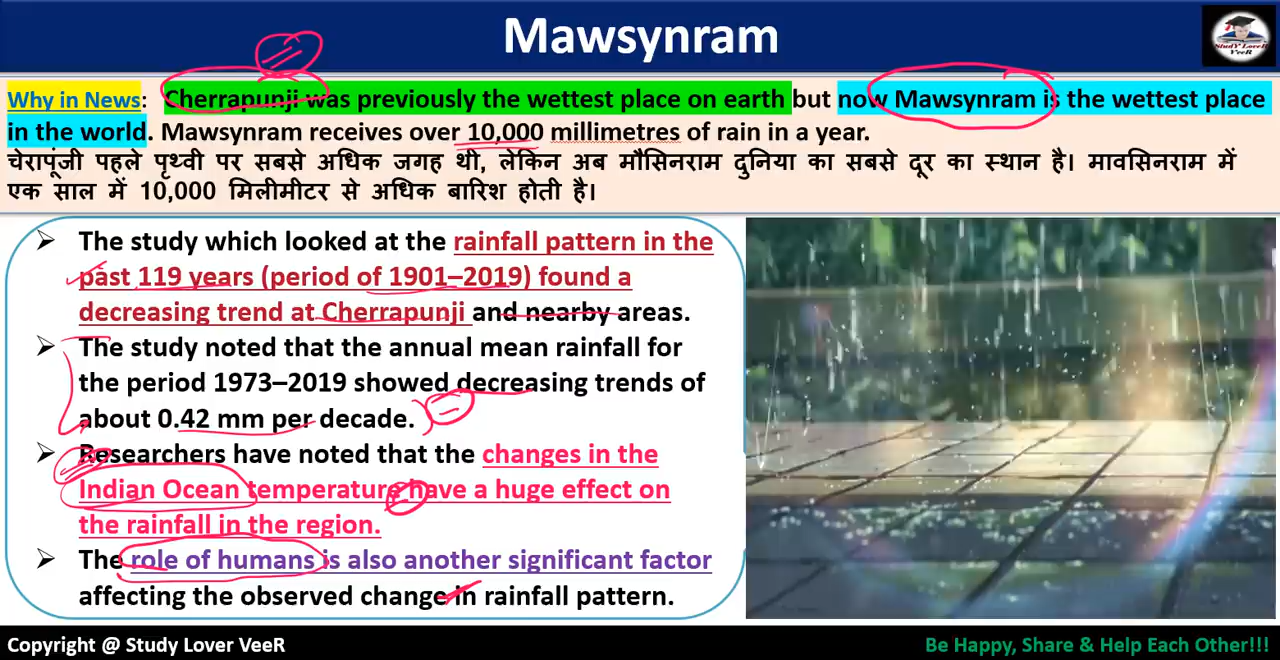 Mawsynram
StudY LoveR
VeeR
Why in News: Cherrapunji was previously the wettest place on earth but now Mawsynram is the wettest place
in the world. Mawsynram receives over 10,000 millimetres of rain in a year.
चेरापूंजी पहले पृथ्वी पर सबसे अधिक जगह थी, लेकिन अब मौसिनराम दुनिया का सबसे दूर का स्थान है। मावसिनराम में
एक साल में 10,000 मिलीमीटर से अधिक बारिश होती है।
➢ The study which looked at the rainfall pattern in the
past 119 years (period of 1901–2019) found a
decreasing trend at Cherrapunji and nearby areas.
➢ The study noted that the annual mean rainfall for
the period 1973–2019 showed decreasing trends of
about 0.42 mm per decade.
➢ Researchers have noted that the changes in the
Indian Ocean temperature have a huge effect on
the rainfall in the region.
➢ The role of humans is also another significant factor
affecting the observed change in rainfall pattern.
Copyright @ Study Lover VeeR
Be Happy, Share & Help Each Other!!!